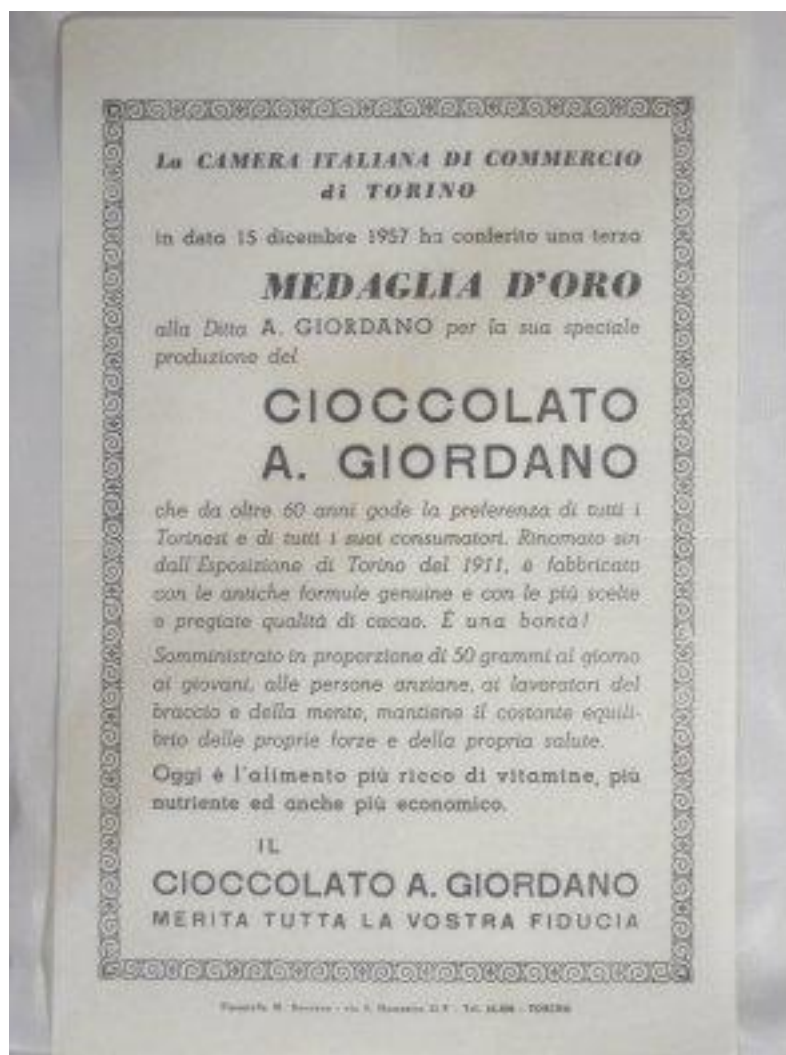 La CAMERA ITALIANA DI COMMERCIO
di TORINO
in data 15 dicembre 1957 ha conferito una terza
MEDAGLIA D'ORO
alla Ditta A. GIORDANO per la sua speciale
produzione del
CIOCCOLATO
A. GIORDANO
che da oltre 60 anni gode la preferenza di tutti i
Torinesi e di tutti i suoi consumatori. Rinomato sin
dall'Esposizione di Torino del 1911, è fabbricato
con le antiche formule genuine e con le più scelte
e pregiate qualità di cacao. È una bontà!
Somministrato in proporzione di 50 grammi al giorno
ai giovani, alle persone anziane, ai lavoratori del
braccio e della mente, mantiene il costante equili-
brio delle proprie forze e della propria salute.
Oggi è l'alimento più ricco di vitamine, più
nutriente ed anche più economico.
IL
CIOCCOLATO A. GIORDANO
MERITA TUTTA LA VOSTRA FIDUCIA
TORINO